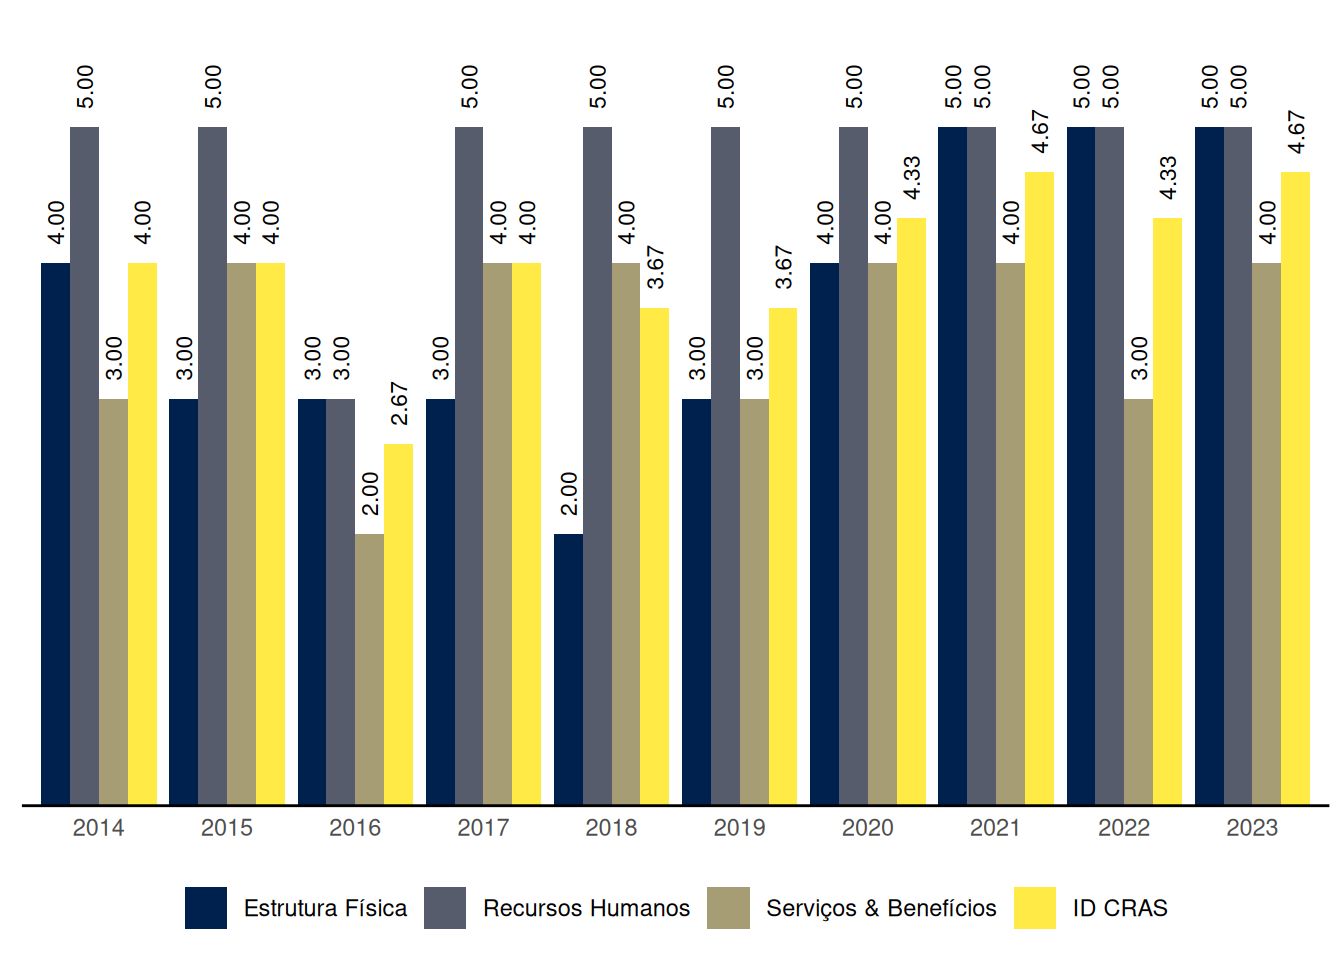 4.00 5.00 3.00 4.00
3.00 5.00 4.00 4.00
3.00 3.00 2.00 2.67
3.00 5.00 4.00 4.00
2.00 5.00 4.00 3.67
3.00 5.00 3.00 3.67
4.00 5.00 4.00 4.33
5.00 5.00 4.00 4.67
5.00 5.00 3.00 4.33
5.00 5.00 4.00 4.67
2014 2015 2016 2017 2018 2019 2020 2021 2022 2023
Estrutura Física Recursos Humanos Serviços & Benefícios ID CRAS